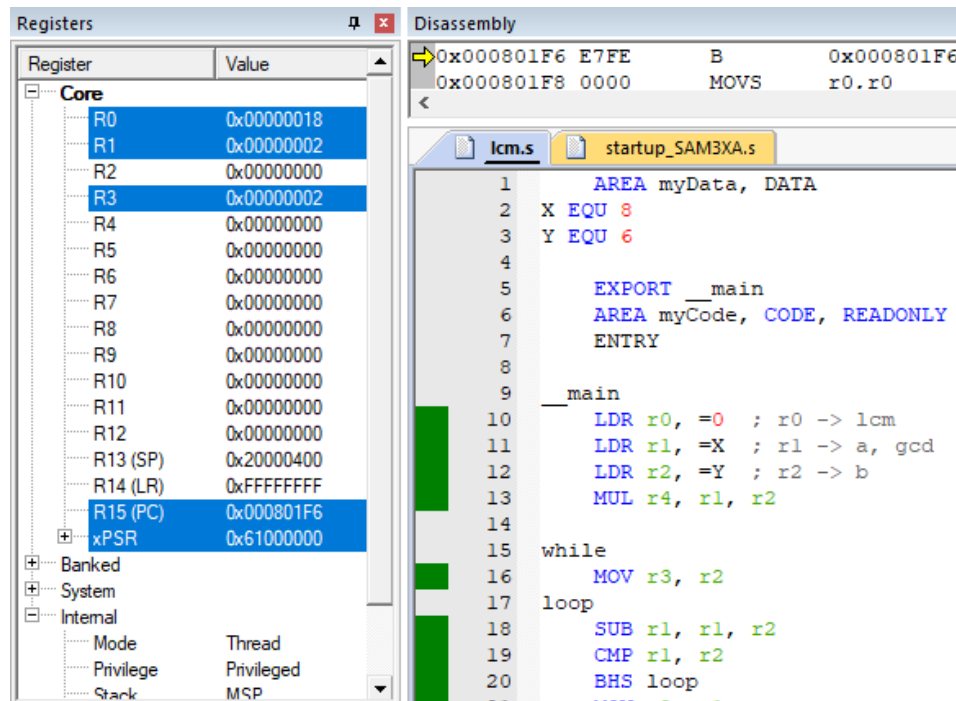 Registers
Register Value
Core
R0 0x00000018
R1 0x00000002
R2 0x00000000
R3 0x00000002
R4 0x00000000
R5 0x00000000
R6 0x00000000
R7 0x00000000
R8 0x00000000
R9 0x00000000
R10 0x00000000
R11 0x00000000
R12 0x00000000
R13 (SP) 0x20000400
R14 (LR) 0xFFFFFFFF
R15 (PC) 0x000801F6
xPSR 0x61000000
Banked
System
Internal
Mode Thread
Privilege Privileged
Stack MSP
Disassembly
0x000801F6 E7FE B 0x000801F6
0x000801F8 0000 MOVS r0,r0
lcm.s startup_SAM3XA.s
1 AREA myData, DATA
2 X EQU 8
3 Y EQU 6
4
5 EXPORT __main
6 AREA myCode, CODE, READONLY
7 ENTRY
8
9 __main
10 LDR r0, =0 ; r0 -> lcm
11 LDR r1, =X ; r1 -> a, gcd
12 LDR r2, =Y ; r2 -> b
13 MUL r4, r1, r2
14
15 while
16 MOV r3, r2
17 loop
18 SUB r1, r1, r2
19 CMP r1, r2
20 BHS loop